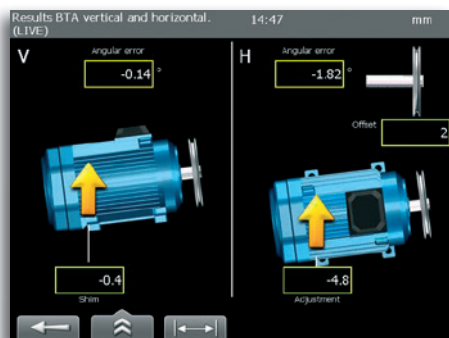 Results BTA vertical and horizontal.
(LIVE)
14:47
mm
V
Angular error
-0.14 °
-0.4
Shim
H
Angular error
-1.82 °
Offset
2
-4.8
Adjustment